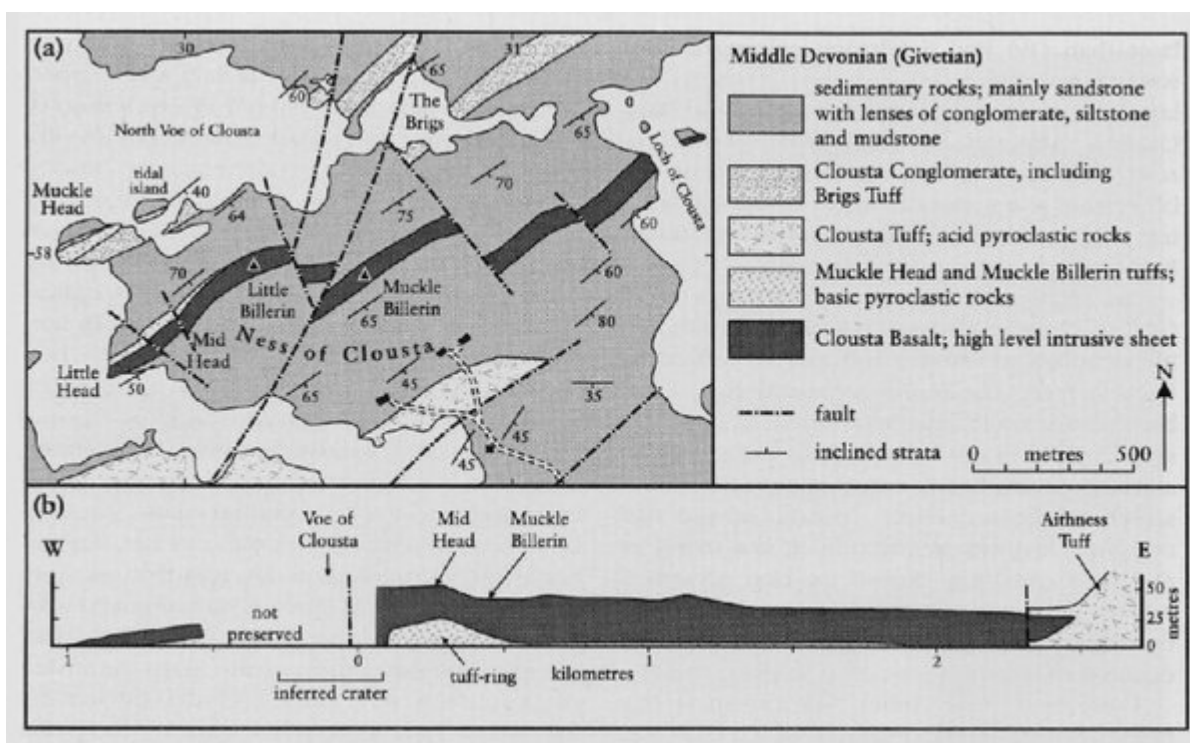 (a)
30
31
65
60
The
Brigs
North Voe of Clousta
65
Loch of Clousta
tidal
island
40
64
70
75
60
Muckle
Head
58
70
Little
Billerin
Muckle
Billerin
65
60
80
Mid
Head
Ness of Clousta
Little
Head
50
65
45
35
45
45
Middle Devonian (Givetian)
sedimentary rocks; mainly sandstone
with lenses of conglomerate, siltstone
and mudstone
Clousta Conglomerate, including
Brigs Tuff
Clousta Tuff; acid pyroclastic rocks
Muckle Head and Muckle Billerin tuffs;
basic pyroclastic rocks
Clousta Basalt; high level intrusive sheet
N
fault
inclined strata
0 metres 500
(b)
W
Voe of
Clousta
Mid
Head
Muckle
Billerin
Airthness
Tuff
E
50
25
0
metres
not
preserved
1 0 1 2
inferred crater
tuff-ring
kilometres